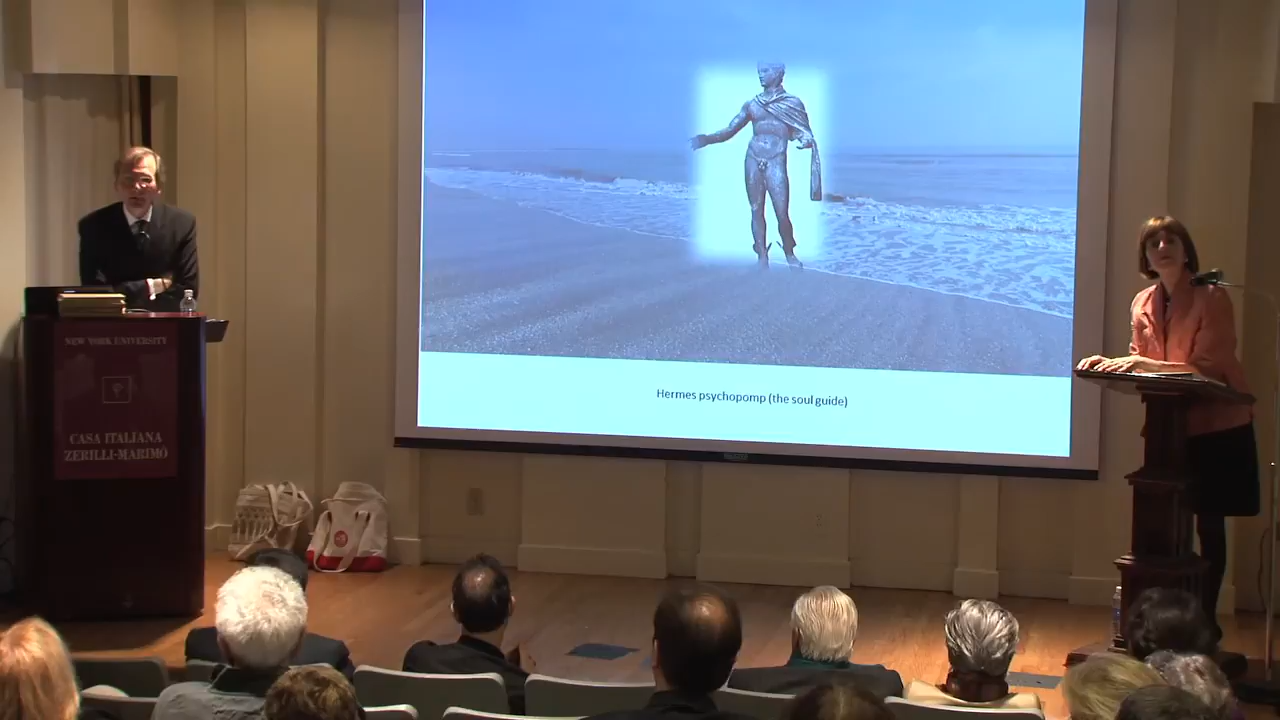 Hermes psychopomp (the soul guide)
NEW YORK UNIVERSITY
CASA ITALIANA
ZERILLI-MARIMÒ